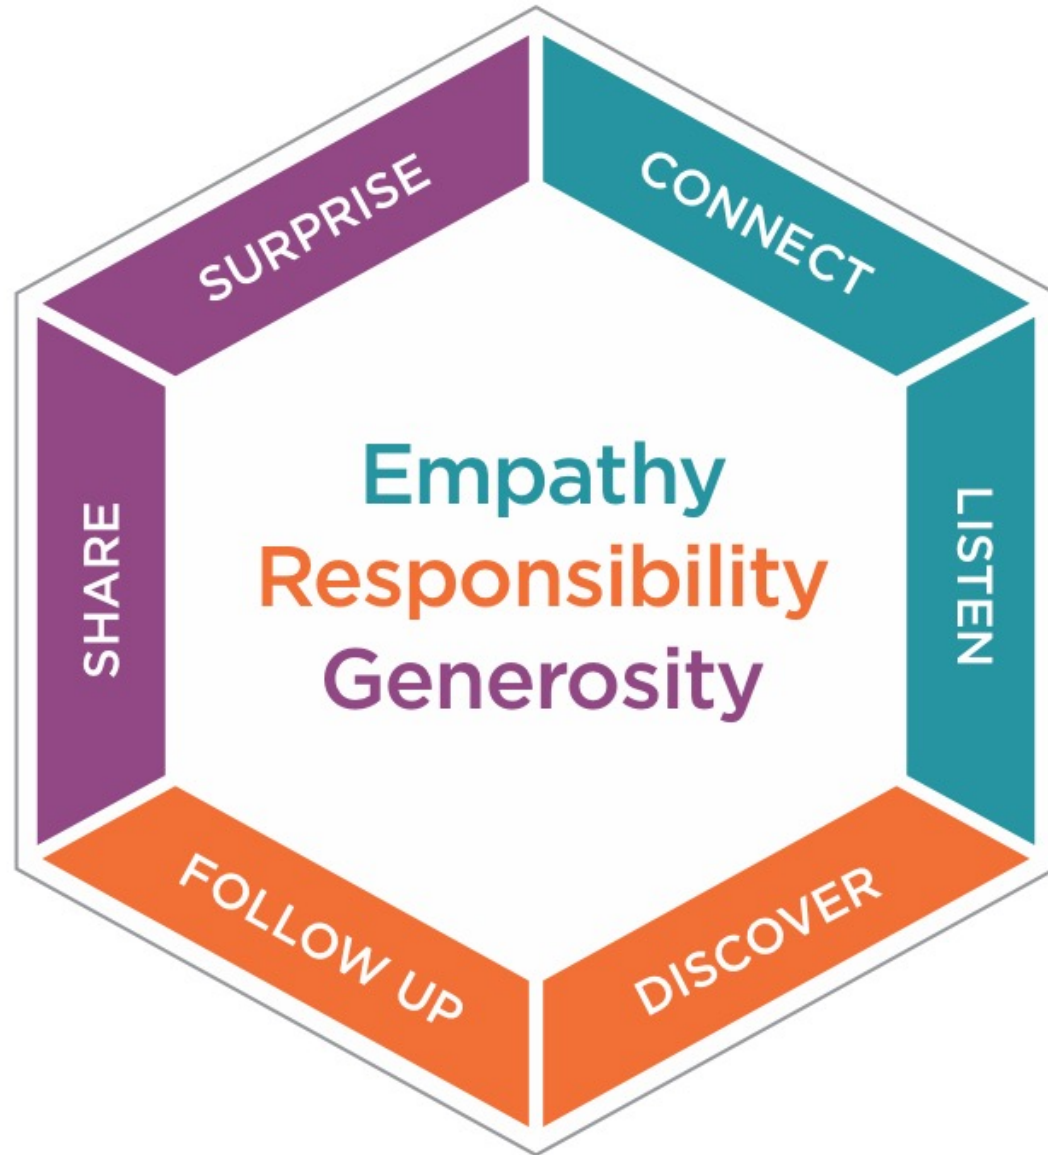 SURPRISE
CONNECT
LISTEN
DISCOVER
FOLLOW UP
SHARE
Empathy
Responsibility
Generosity